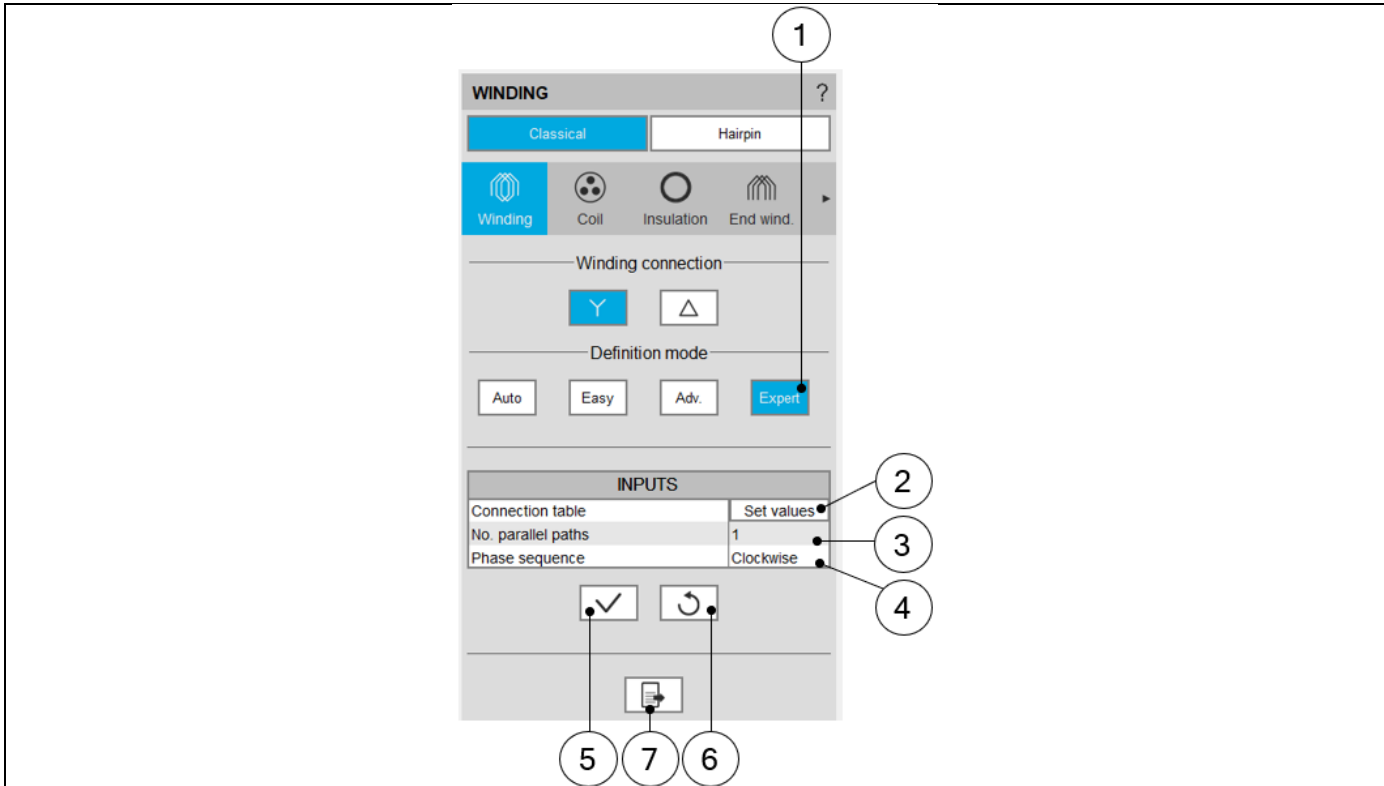 1
WINDING ?
Classical Hairpin
Winding Coil Insulation End wind.
Winding connection
Definition mode
Auto Easy Adv. Expert
INPUTS
2
Connection table Set values
No. parallel paths 1
3
Phase sequence Clockwise
4
5 7 6